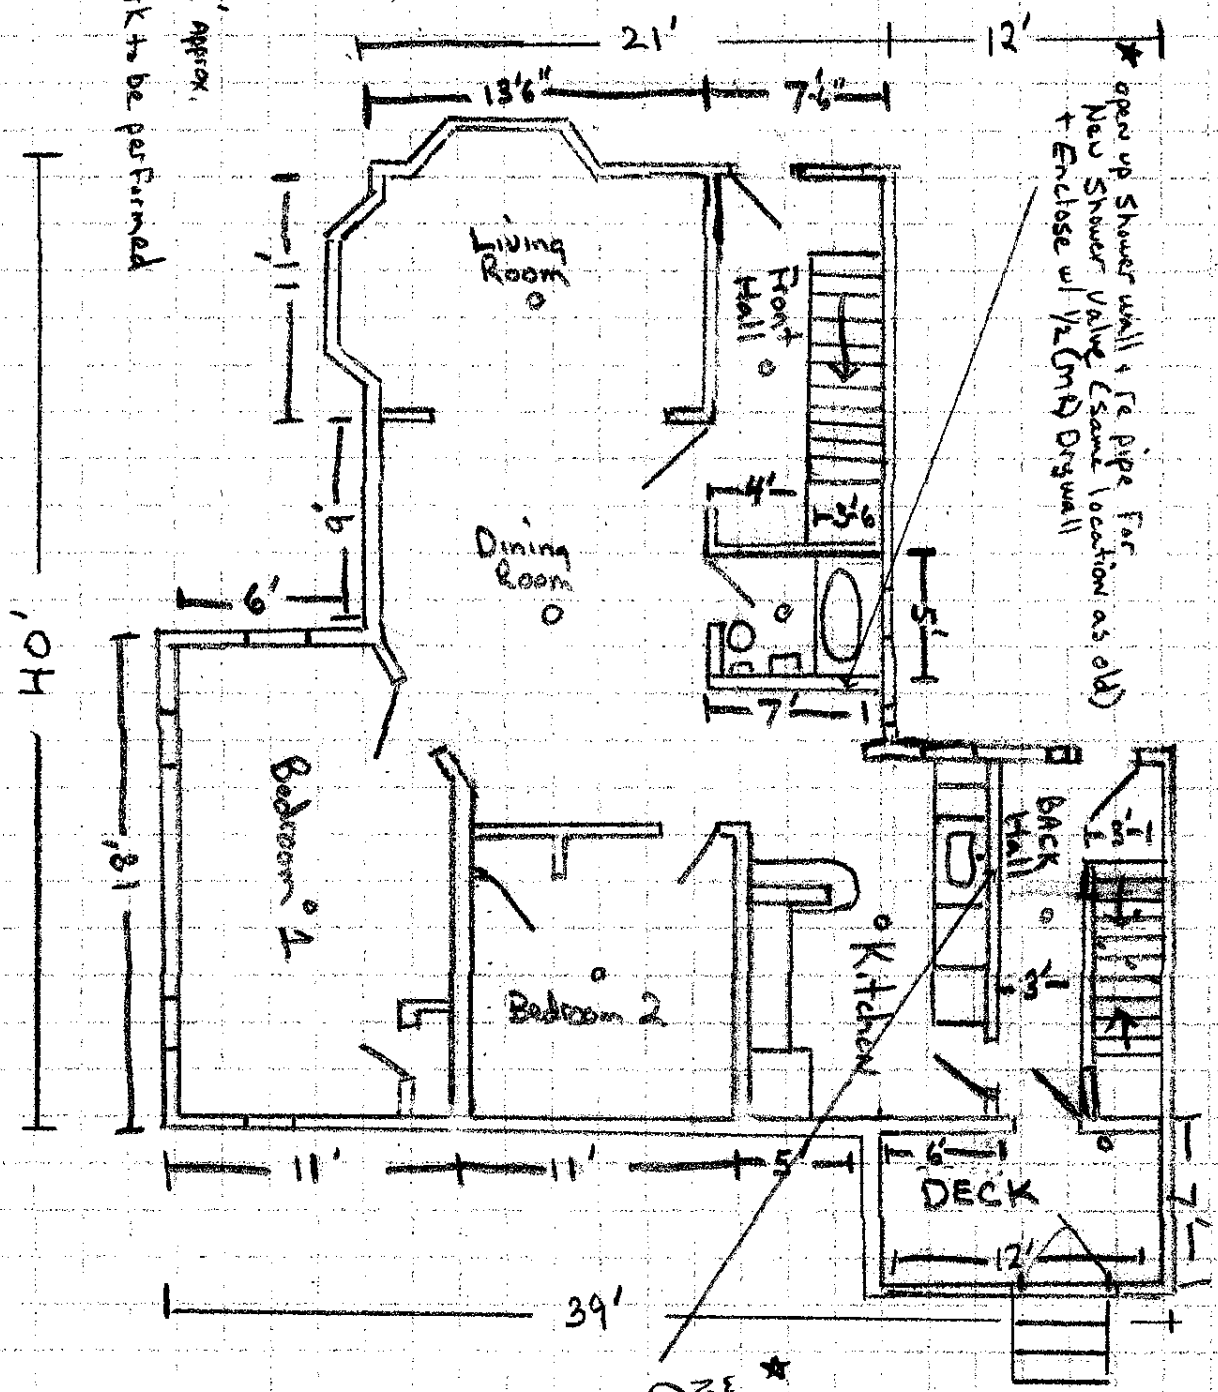 21'
12'
13'6"
7'6"
★ open up shower wall + re pipe for
New Shower Valve (same location as old)
+ Enclose w/ 1/2 (MR) Drywall
Approx.
k to be performed
Living
Room
Front
Hall
11'
9'
4'
Dining
Room
6'
5'
7'
40'
18'
Bedroom 1
BACK
Hall
Kitchen
3'
Bedroom 2
11'
11'
5'
6'
DECK
7'
12'
39'
★